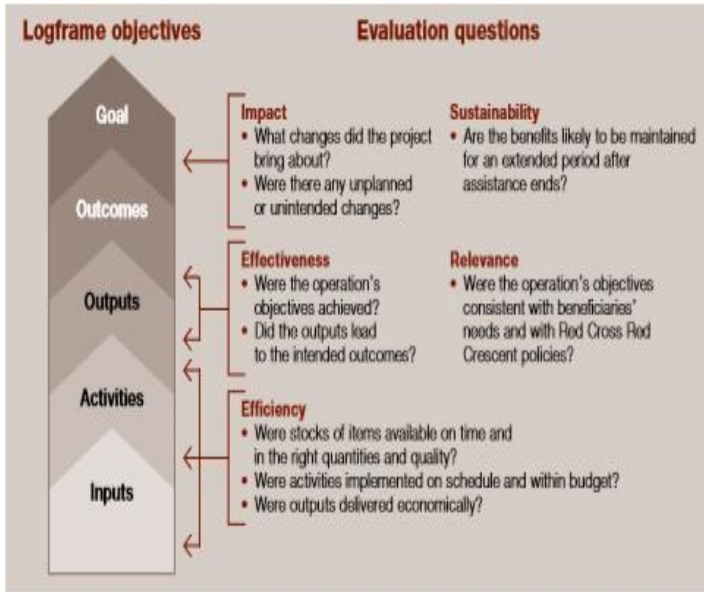 Logframe objectives
Evaluation questions
Goal
Outcomes
Outputs
Activities
Inputs
Impact
• What changes did the project
bring about?
• Were there any unplanned
or unintended changes?
Sustainability
• Are the benefits likely to be maintained
for an extended period after
assistance ends?
Effectiveness
• Were the operation's
objectives achieved?
• Did the outputs lead
to the intended outcomes?
Relevance
• Were the operation's objectives
consistent with beneficiaries'
needs and with Red Cross Red
Crescent policies?
Efficiency
• Were stocks of items available on time and
in the right quantities and quality?
• Were activities implemented on schedule and within budget?
• Were outputs delivered economically?